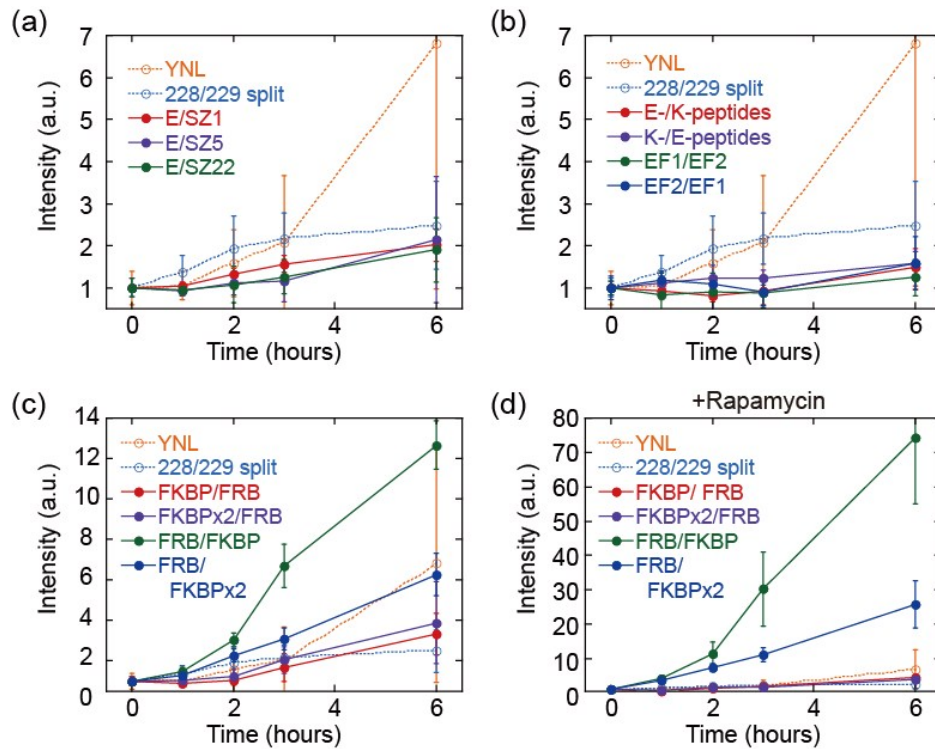 (a)
7
6
5
4
3
2
1
Intensity (a.u.)
YNL
228/229 split
E/SZ1
E/SZ5
E/SZ22
0 2 4 6
Time (hours)
(b)
7
6
5
4
3
2
1
Intensity (a.u.)
YNL
228/229 split
E-/K-peptides
K-/E-peptides
EF1/EF2
EF2/EF1
0 2 4 6
Time (hours)
(c)
14
12
10
8
6
4
2
0
Intensity (a.u.)
YNL
228/229 split
FKBP/FRB
FKBPx2/FRB
FRB/FKBP
FRB/
FKBPx2
0 2 4 6
Time (hours)
(d)
+Rapamycin
80
70
60
50
40
30
20
10
0
Intensity (a.u.)
YNL
228/229 split
FKBP/ FRB
FKBPx2/FRB
FRB/FKBP
FRB/
FKBPx2
0 2 4 6
Time (hours)